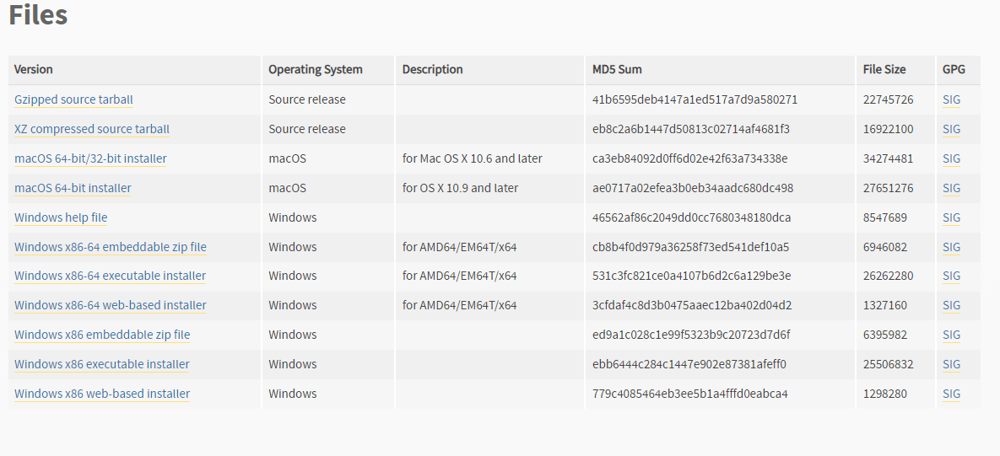 Files
Version Operating System Description MD5 Sum File Size GPG
Gzipped source tarball Source release 41b6595deb4147a1ed517a7d9a580271 22745726 SIG
XZ compressed source tarball Source release eb8c2a6b1447d50813c02714af4681f3 16922100 SIG
macOS 64-bit/32-bit installer macOS for Mac OS X 10.6 and later ca3eb84092d0ff6d02e42f63a734338e 34274481 SIG
macOS 64-bit installer macOS for OS X 10.9 and later ae0717a02efea3b0eb34aadc680dc498 27651276 SIG
Windows help file Windows 46562af86c2049dd0cc7680348180dca 8547689 SIG
Windows x86-64 embeddable zip file Windows for AMD64/EM64T/x64 cb8b4f0d979a36258f73ed541def10a5 6946082 SIG
Windows x86-64 executable installer Windows for AMD64/EM64T/x64 531c3fc821ce0a4107b6d2c6a129be3e 26262280 SIG
Windows x86-64 web-based installer Windows for AMD64/EM64T/x64 3cfdaf4c8d3b0475aaec12ba402d04d2 1327160 SIG
Windows x86 embeddable zip file Windows ed9a1c028c1e99f5323b9c20723d7d6f 6395982 SIG
Windows x86 executable installer Windows ebb6444c284c1447e902e87381afeff0 25506832 SIG
Windows x86 web-based installer Windows 779c4085464eb3ee5b1a4fffd0eabca4 1298280 SIG